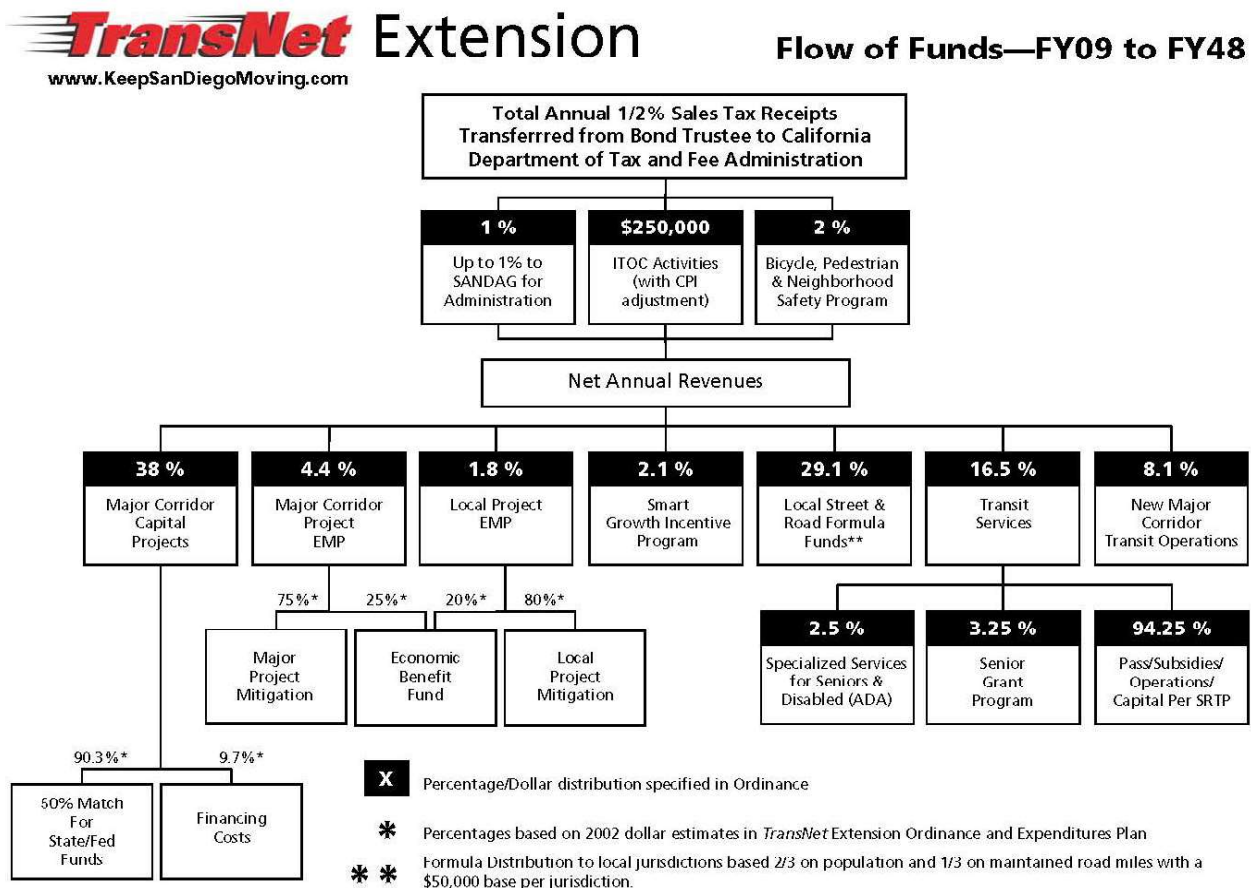 TransNet Extension
Flow of Funds—FY09 to FY48
www.KeepSanDiegoMoving.com
Total Annual 1/2% Sales Tax Receipts
Transferrred from Bond Trustee to California
Department of Tax and Fee Administration
1 %
Up to 1% to
SANDAG for
Administration
$250,000
ITOC Activities
(with CPI
adjustment)
2 %
Bicycle, Pedestrian
& Neighborhood
Safety Program
Net Annual Revenues
38 %
Major Corridor
Capital
Projects
4.4 %
Major Corridor
Project
EMP
1.8 %
Local Project
EMP
2.1 %
Smart
Growth Incentive
Program
29.1 %
Local Street &
Road Formula
Funds**
16.5 %
Transit
Services
8.1 %
New Major
Corridor
Transit Operations
75%*
25%*
20%*
80%*
Major
Project
Mitigation
Economic
Benefit
Fund
Local
Project
Mitigation
2.5 %
Specialized Services
for Seniors &
Disabled (ADA)
3.25 %
Senior
Grant
Program
94.25 %
Pass/Subsidies/
Operations/
Capital Per SRTP
90.3%*
9.7%*
50% Match
For
State/Fed
Funds
Financing
Costs
X Percentage/Dollar distribution specified in Ordinance
* Percentages based on 2002 dollar estimates in TransNet Extension Ordinance and Expenditures Plan
** Formula Distribution to local jurisdictions based 2/3 on population and 1/3 on maintained road miles with a
$50,000 base per jurisdiction.